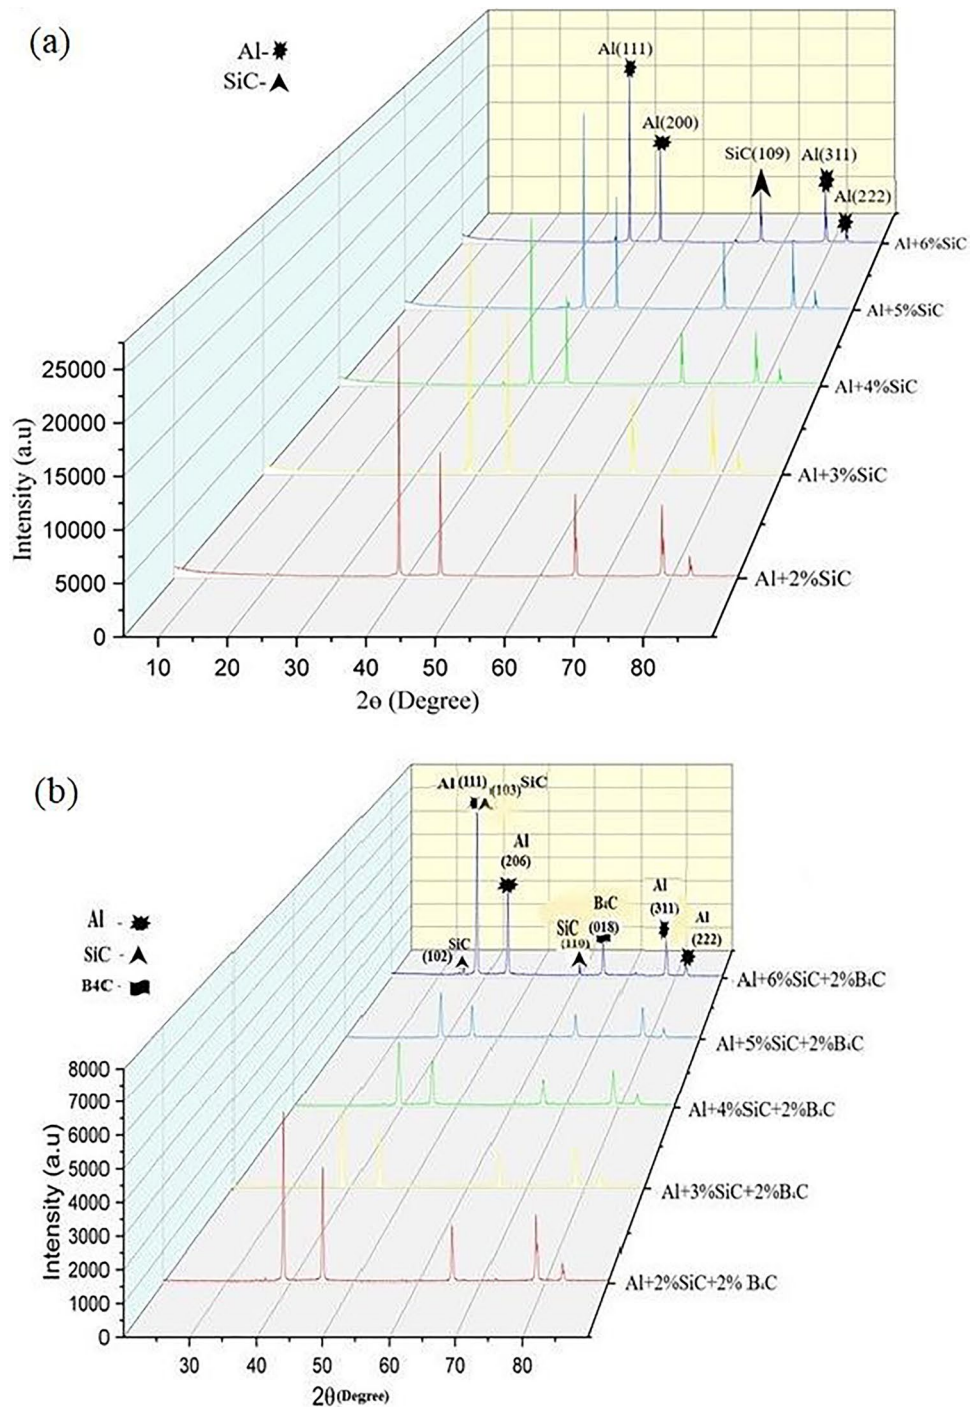 (a)
Al-
SiC-
Al(111)
Al(200)
SiC(109)
Al(311)
Al(222)
Al+6%SiC
Al+5%SiC
Al+4%SiC
Al+3%SiC
Al+2%SiC
Intensity (a.u)
25000
20000
15000
10000
5000
0
10 20 30 40 50 60 70 80
2ɵ (Degree)
(b)
Al (111) (103) SiC
Al
(206)
SiC
(102)
SiC
(110)
B₄C
(018)
Al
(311)
Al
(222)
Al -
SiC -
B4C -
Al+6%SiC+2%B₄C
Al+5%SiC+2%B₄C
Al+4%SiC+2%B₄C
Al+3%SiC+2%B₄C
Al+2%SiC+2% B₄C
Intensity (a.u)
8000
7000
6000
5000
4000
3000
2000
1000
0
30 40 50 60 70 80
2θ (Degree)